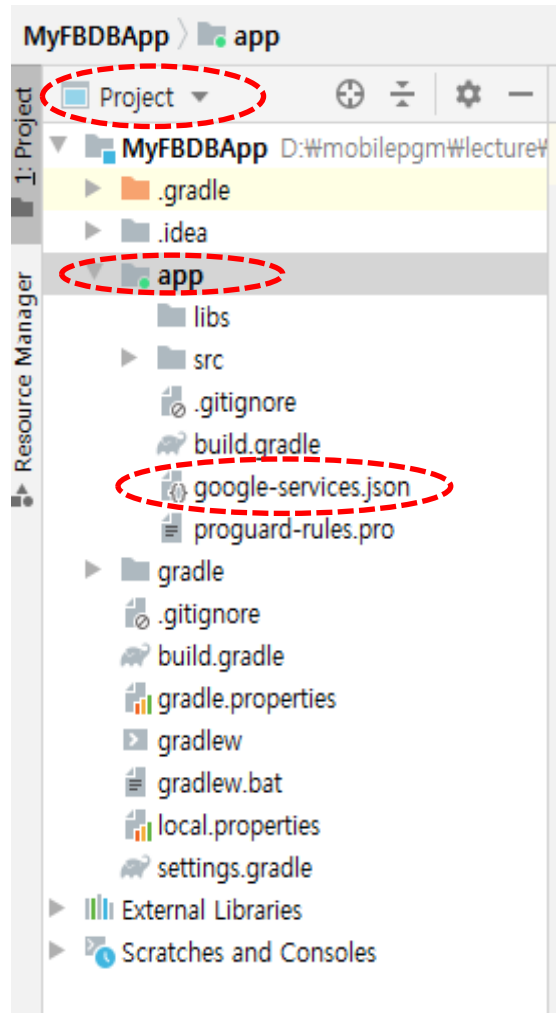 MyFBDBApp 〉 app
Project
1: Project
Resource Manager
MyFBDBApp D:₩mobilepgm₩lecture₩
.gradle
.idea
app
libs
src
.gitignore
build.gradle
google-services.json
proguard-rules.pro
gradle
.gitignore
build.gradle
gradle.properties
gradlew
gradlew.bat
local.properties
settings.gradle
External Libraries
Scratches and Consoles